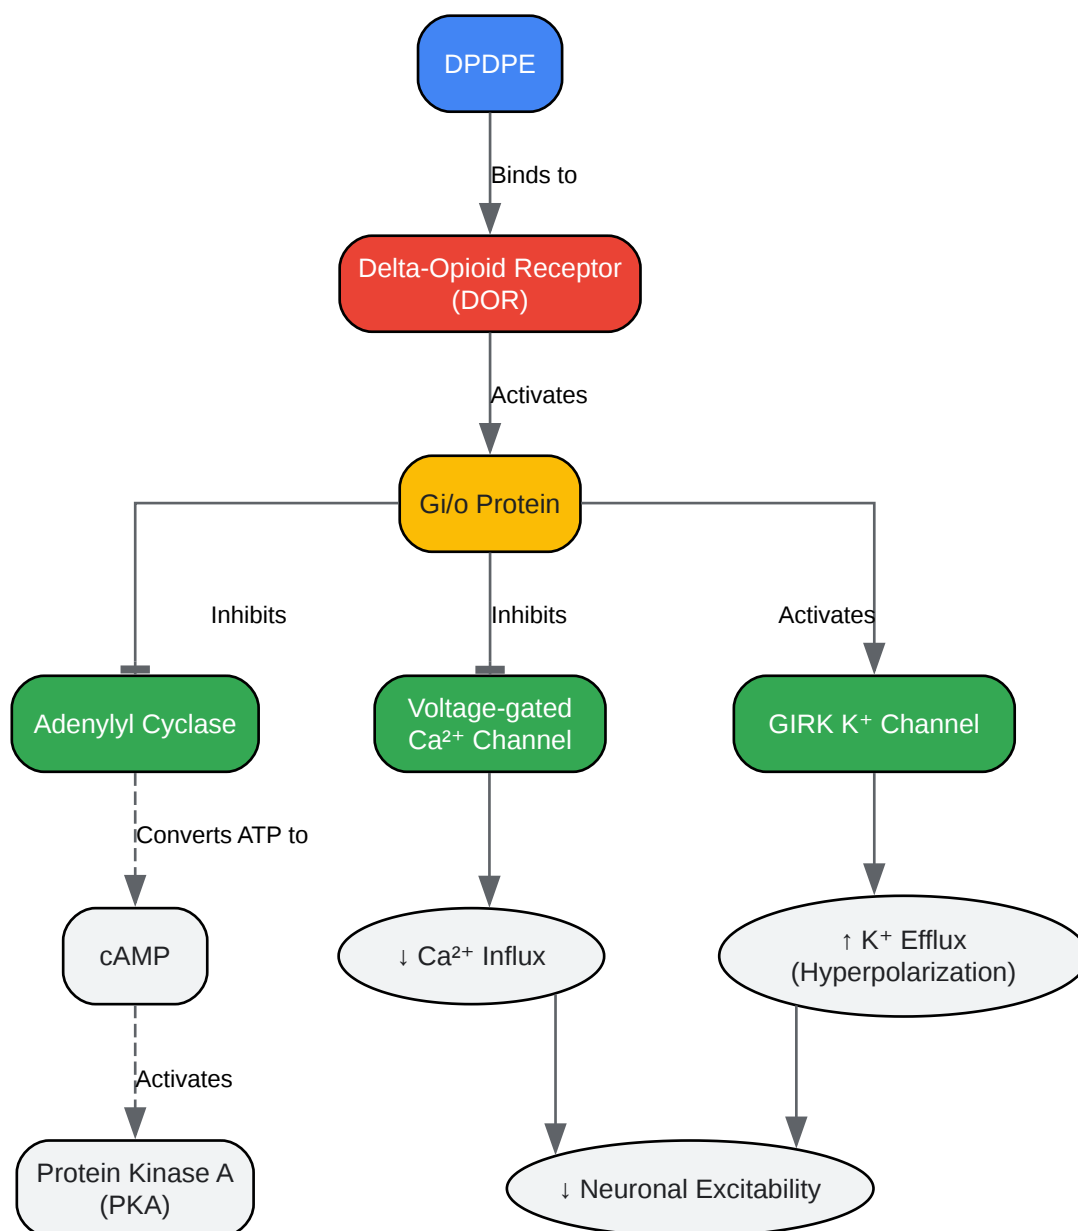 DPDPE
Binds to
Delta-Opioid Receptor
(DOR)
Activates
Gi/o Protein
Inhibits
Inhibits
Activates
Adenylyl Cyclase
Voltage-gated
Ca²⁺ Channel
GIRK K⁺ Channel
Converts ATP to
cAMP
↓ Ca²⁺ Influx
↑ K⁺ Efflux
(Hyperpolarization)
Activates
Protein Kinase A
(PKA)
↓ Neuronal Excitability